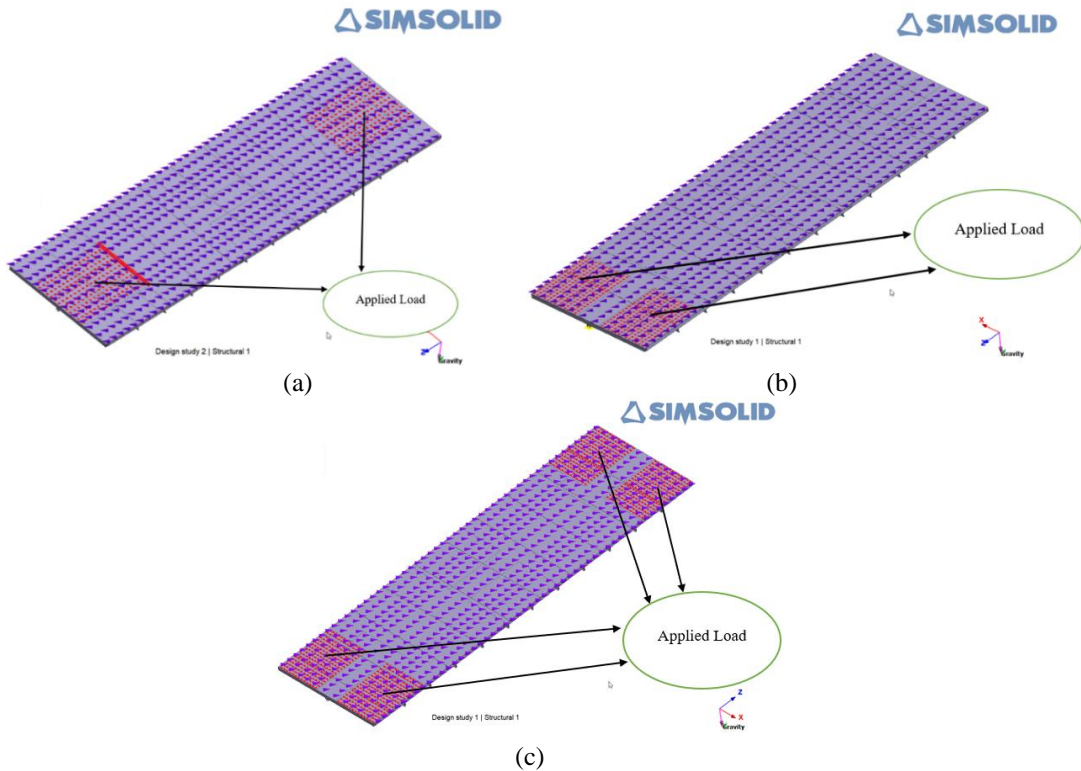 SIMSOLID
SIMSOLID
Applied Load
Applied Load
Design study 2 | Structural 1
Z
Gravity
X
Z
Gravity
Design study 1 | Structural 1
(a)
(b)
SIMSOLID
Applied Load
Z
X
Gravity
Design study 1 | Structural 1
(c)